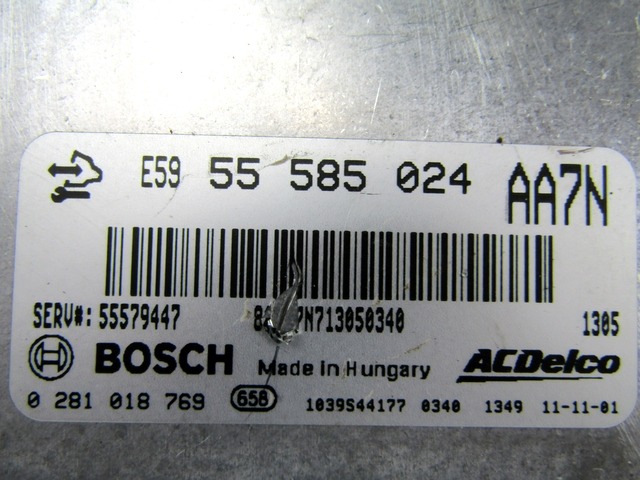 E59 55 585 024 AA7N
SERV#: 55579447 N713050340 1305
BOSCH Made in Hungary ACDelco
0 281 018 769 658 1039S44177 0340 1349 11-11-01